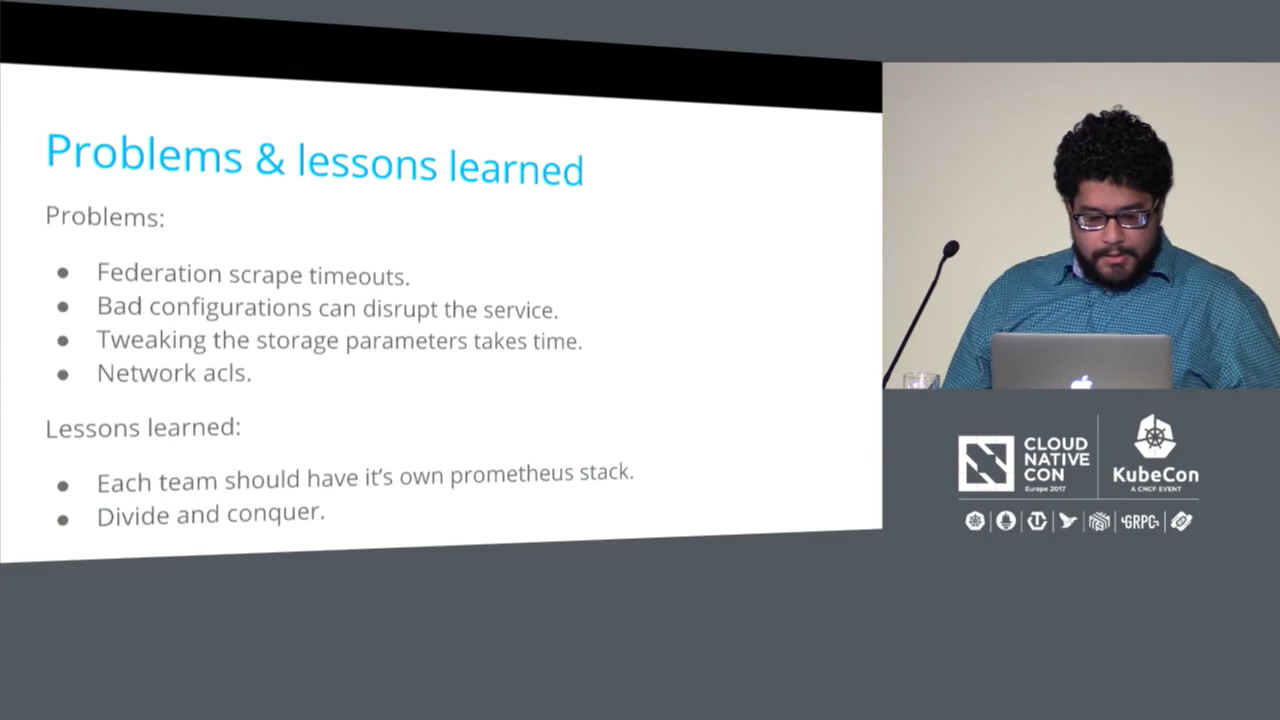 Problems & lessons learned
Problems:
● Federation scrape timeouts.
● Bad configurations can disrupt the service.
● Tweaking the storage parameters takes time.
● Network acls.
Lessons learned:
● Each team should have it's own prometheus stack.
● Divide and conquer.
CLOUD
NATIVE
CON
Europe 2017
KubeCon
A CNCF EVENT
GRPC